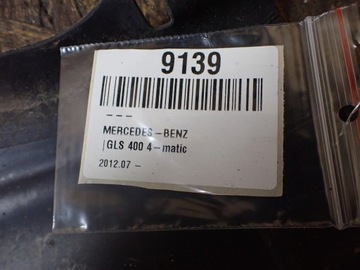 9139
---
MERCEDES-BENZ
|GLS 400 4-matic
2012.07 -